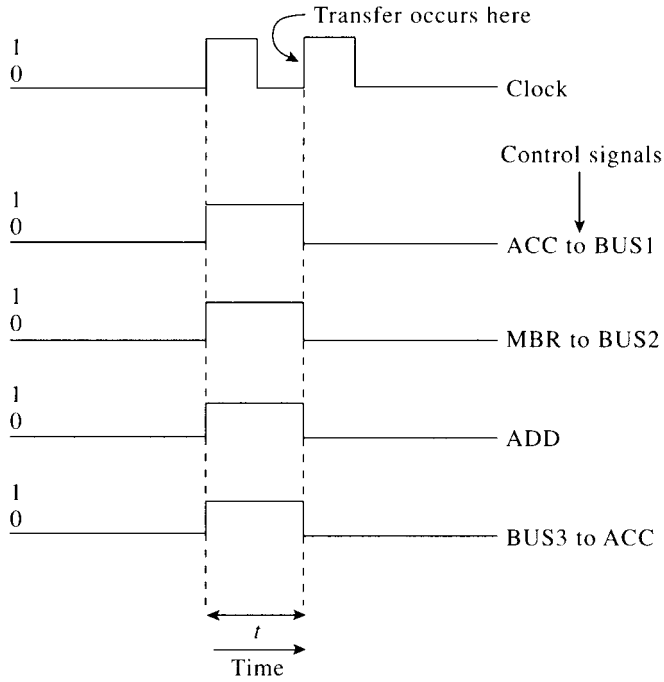 Transfer occurs here
1
0
Clock
Control signals
1
0
ACC to BUS1
1
0
MBR to BUS2
1
0
ADD
1
0
BUS3 to ACC
t
Time